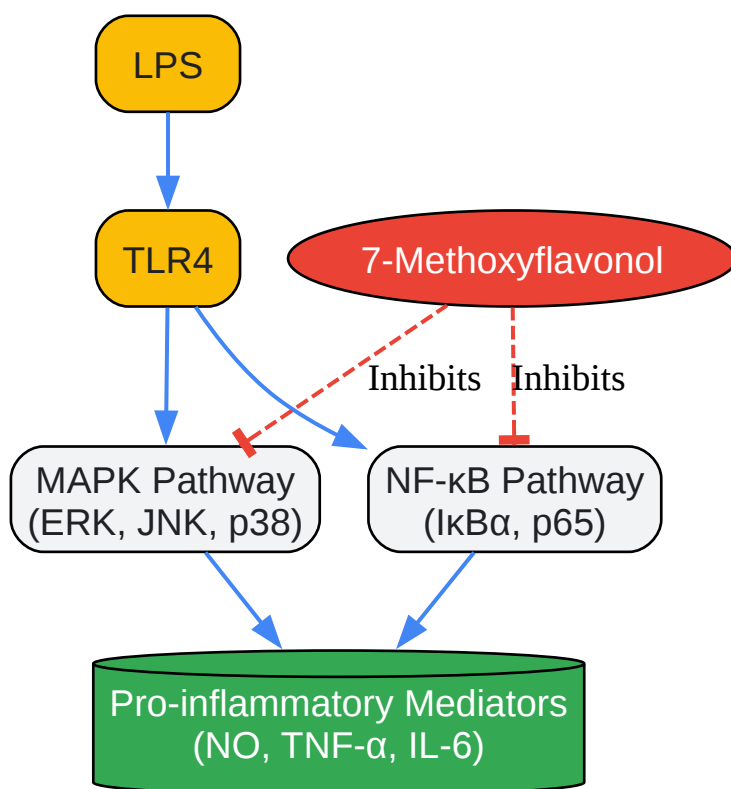 LPS
TLR4
7-Methoxyflavonol
Inhibits
Inhibits
MAPK Pathway
(ERK, JNK, p38)
NF-κB Pathway
(IκBα, p65)
Pro-inflammatory Mediators
(NO, TNF-α, IL-6)